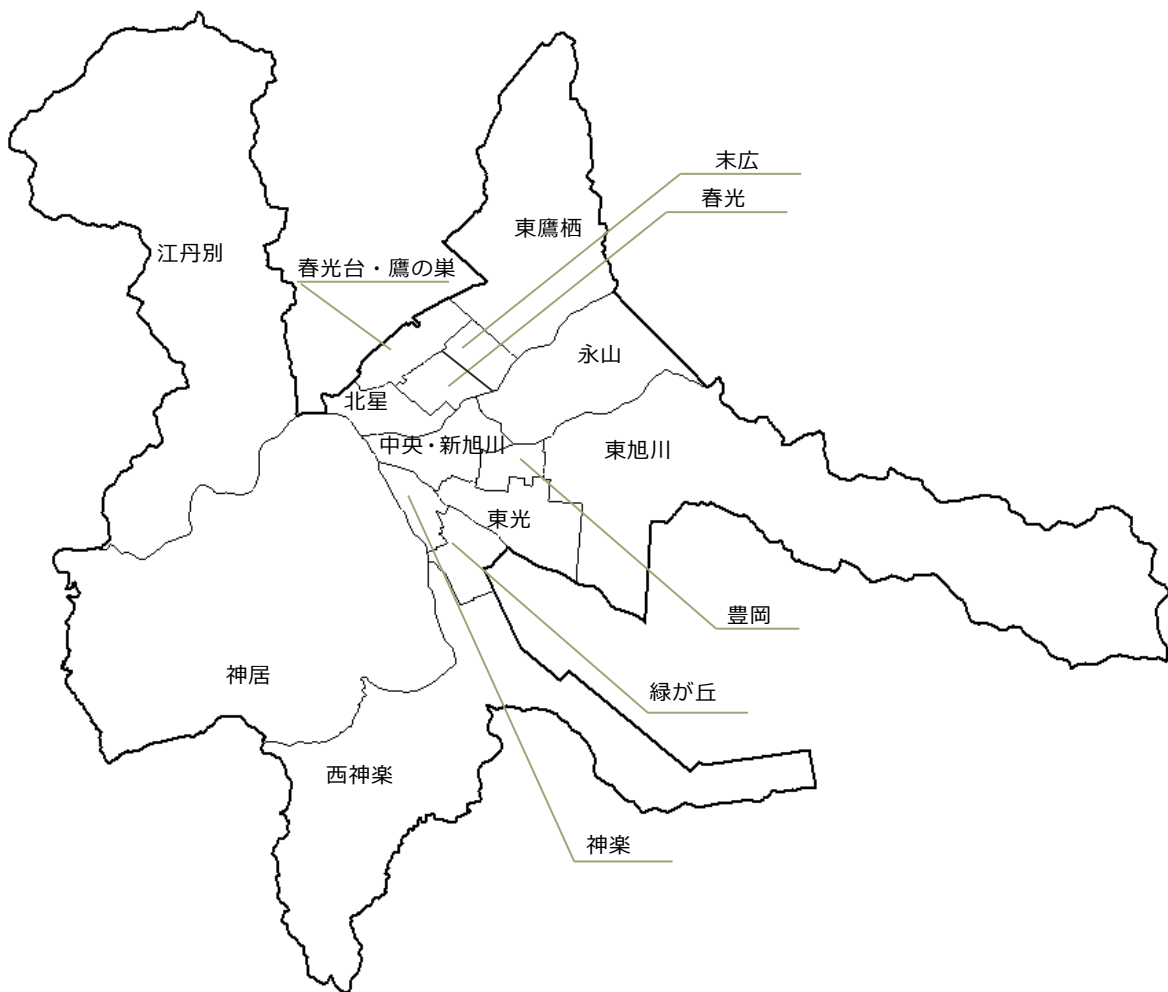 末広
春光
東鷹栖
江丹別
春光台・鷹の巣
永山
北星
中央・新旭川
東旭川
東光
豊岡
神居
緑が丘
西神楽
神楽